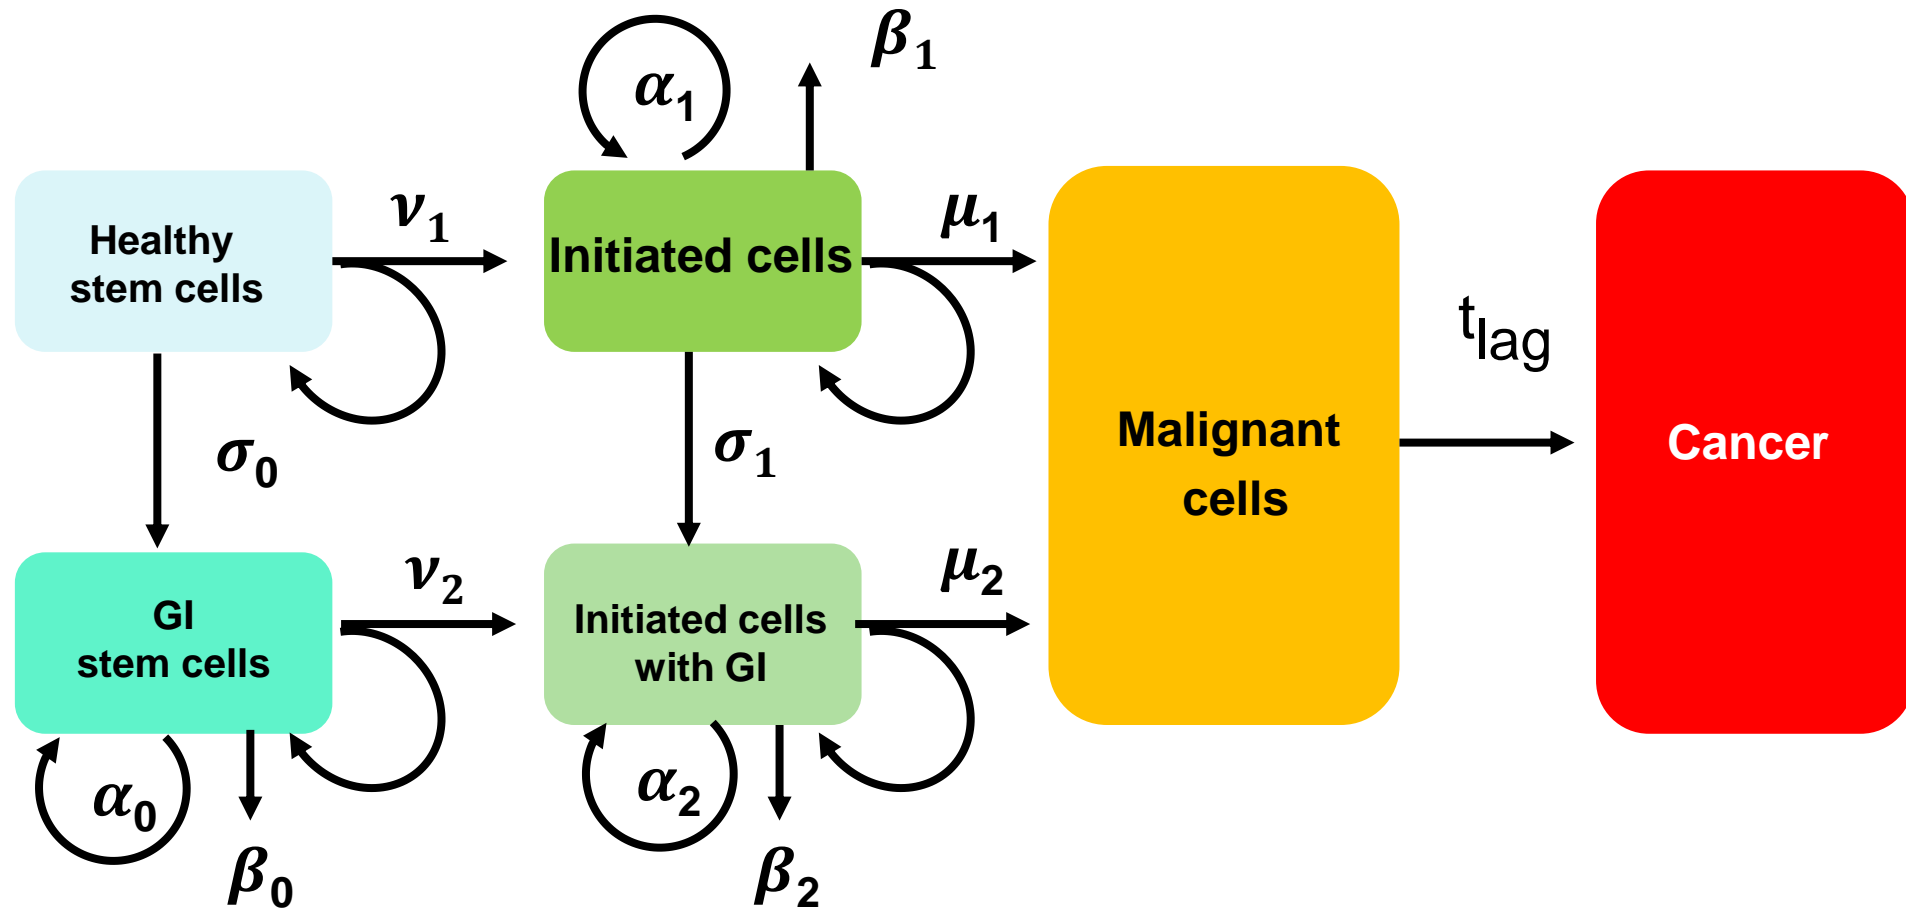 β₁
α₁
ν₁
μ₁
Healthy
stem cells
Initiated cells
t_lag
σ₀
σ₁
Malignant
cells
Cancer
ν₂
μ₂
GI
stem cells
Initiated cells
with GI
α₀
α₂
β₀
β₂